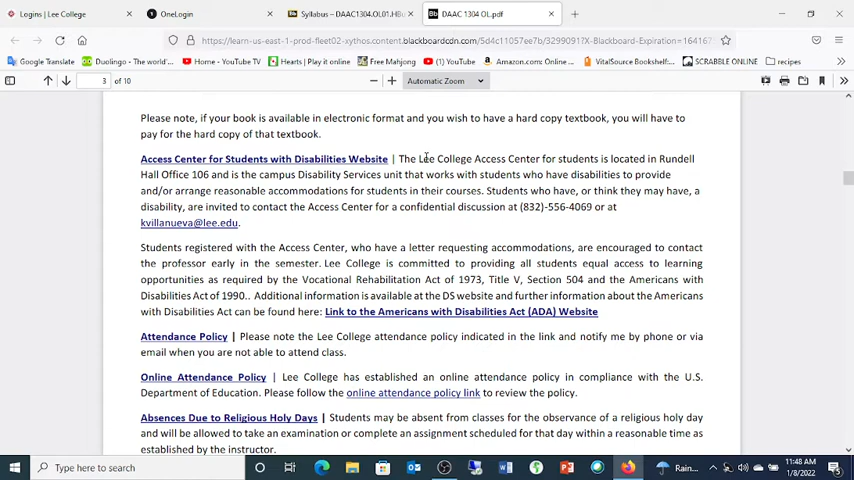 Logins | Lee College
OneLogin
Syllabus – DAAC1304.OL01.HBu
DAAC 1304 OL.pdf
https://learn-us-east-1-prod-fleet02-xythos.content.blackboardcdn.com/5d4c11057ee7b/3299091?X-Blackboard-Expiration=16416
Google Translate
Duolingo - The world'...
Home - YouTube TV
Hearts | Play it online
Free Mahjong
(1) YouTube
Amazon.com: Online ...
VitalSource Bookshelf:...
SCRABBLE ONLINE
recipes
3 of 10
Automatic Zoom
Please note, if your book is available in electronic format and you wish to have a hard copy textbook, you will have to
pay for the hard copy of that textbook.
Access Center for Students with Disabilities Website | The Lee College Access Center for students is located in Rundell
Hall Office 106 and is the campus Disability Services unit that works with students who have disabilities to provide
and/or arrange reasonable accommodations for students in their courses. Students who have, or think they may have, a
disability, are invited to contact the Access Center for a confidential discussion at (832)-556-4069 or at
kvillanueva@lee.edu.
Students registered with the Access Center, who have a letter requesting accommodations, are encouraged to contact
the professor early in the semester. Lee College is committed to providing all students equal access to learning
opportunities as required by the Vocational Rehabilitation Act of 1973, Title V, Section 504 and the Americans with
Disabilities Act of 1990.. Additional information is available at the DS website and further information about the Americans
with Disabilities Act can be found here: Link to the Americans with Disabilities Act (ADA) Website
Attendance Policy | Please note the Lee College attendance policy indicated in the link and notify me by phone or via
email when you are not able to attend class.
Online Attendance Policy | Lee College has established an online attendance policy in compliance with the U.S.
Department of Education. Please follow the online attendance policy link to review the policy.
Absences Due to Religious Holy Days | Students may be absent from classes for the observance of a religious holy day
and will be allowed to take an examination or complete an assignment scheduled for that day within a reasonable time as
established by the instructor.
Type here to search
Rain...
11:48 AM
1/8/2022